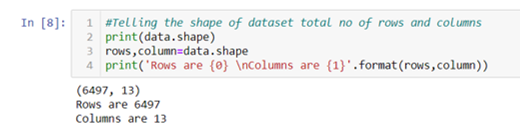 In [8]:
1 #Telling the shape of dataset total no of rows and columns
2 print(data.shape)
3 rows,column=data.shape
4 print('Rows are {0} \nColumns are {1}'.format(rows,column))
(6497, 13)
Rows are 6497
Columns are 13